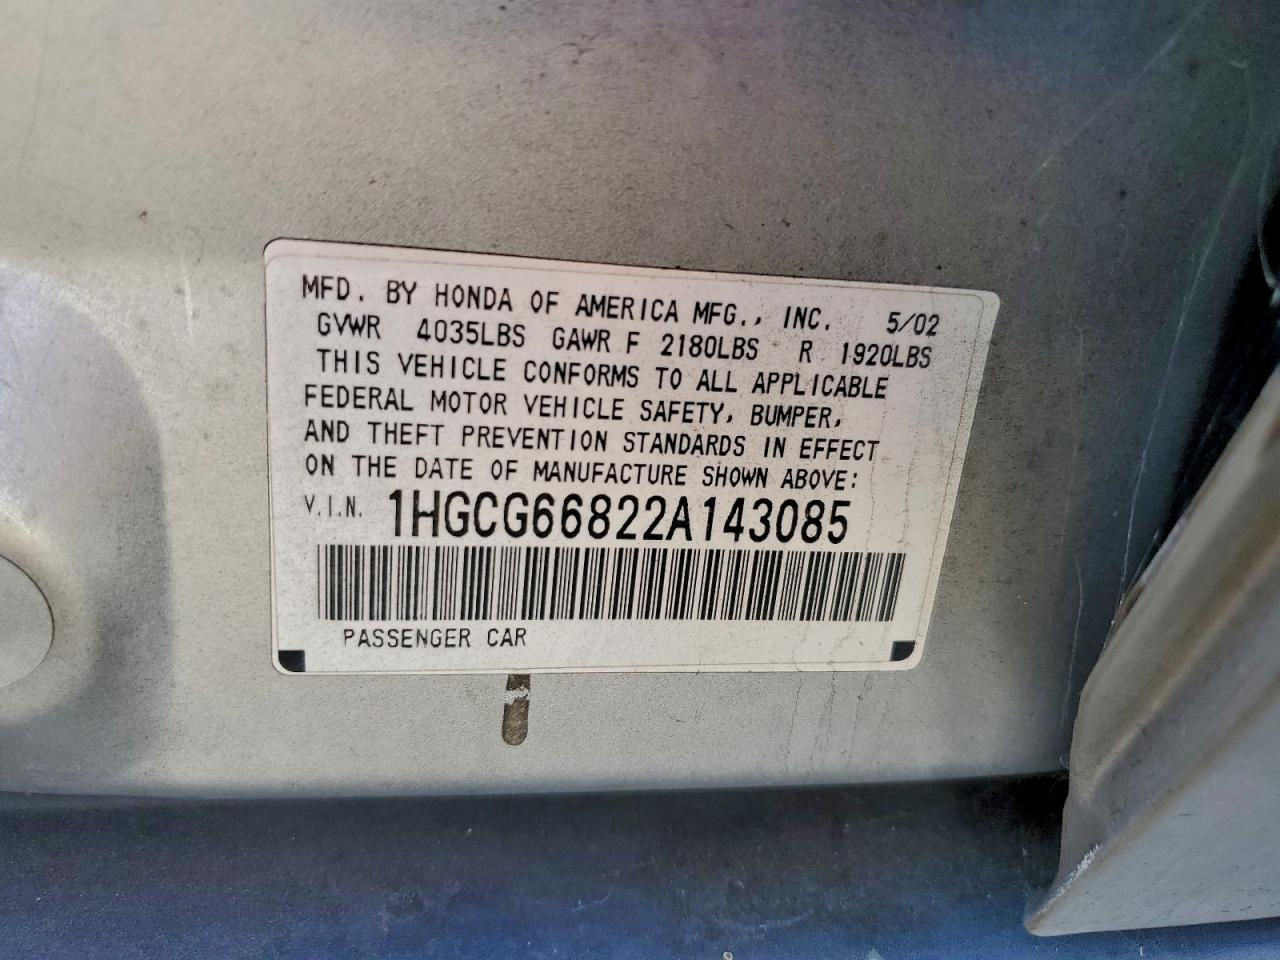 MFD. BY HONDA OF AMERICA MFG., INC. 5/02
GVWR 4035LBS GAWR F 2180LBS R 1920LBS
THIS VEHICLE CONFORMS TO ALL APPLICABLE
FEDERAL MOTOR VEHICLE SAFETY, BUMPER,
AND THEFT PREVENTION STANDARDS IN EFFECT
ON THE DATE OF MANUFACTURE SHOWN ABOVE:
V.I.N. 1HGCG66822A143085
PASSENGER CAR